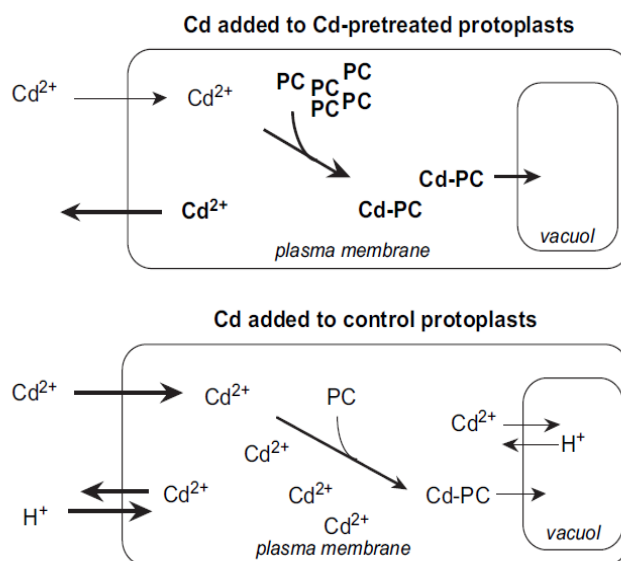 Cd added to Cd-pretreated protoplasts
PC
Cd²⁺ Cd²⁺ PC PC
PC PC
Cd-PC
Cd²⁺ Cd-PC
plasma membrane vacuol
Cd added to control protoplasts
Cd²⁺ Cd²⁺ PC
Cd²⁺
H⁺
Cd²⁺
Cd²⁺ Cd²⁺ Cd-PC
H⁺
Cd²⁺
plasma membrane vacuol